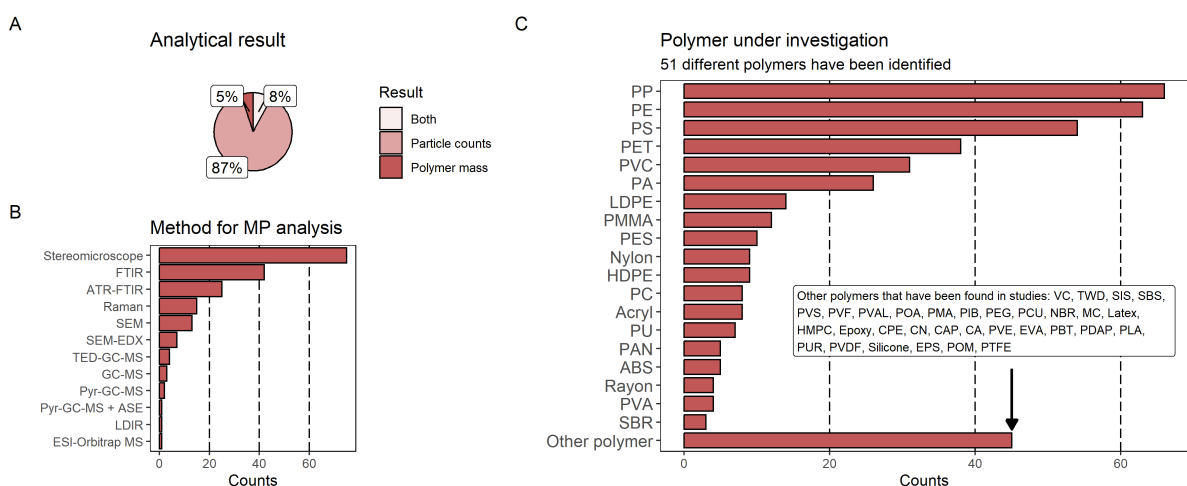 A
Analytical result
5%
8%
87%
Result
Both
Particle counts
Polymer mass
B
Method for MP analysis
Stereomicroscope
FTIR
ATR-FTIR
Raman
SEM
SEM-EDX
TED-GC-MS
GC-MS
Pyr-GC-MS
Pyr-GC-MS + ASE
LDIR
ESI-Orbitrap MS
0 20 40 60
Counts
C
Polymer under investigation
51 different polymers have been identified
PP
PE
PS
PET
PVC
PA
LDPE
PMMA
PES
Nylon
HDPE
PC
Acryl
PU
PAN
ABS
Rayon
PVA
SBR
Other polymer
Other polymers that have been found in studies: VC, TWD, SIS, SBS,
PVS, PVF, PVAL, POA, PMA, PIB, PEG, PCU, NBR, MC, Latex,
HMPC, Epoxy, CPE, CN, CAP, CA, PVE, EVA, PBT, PDAP, PLA,
PUR, PVDF, Silicone, EPS, POM, PTFE
0 20 40 60
Counts